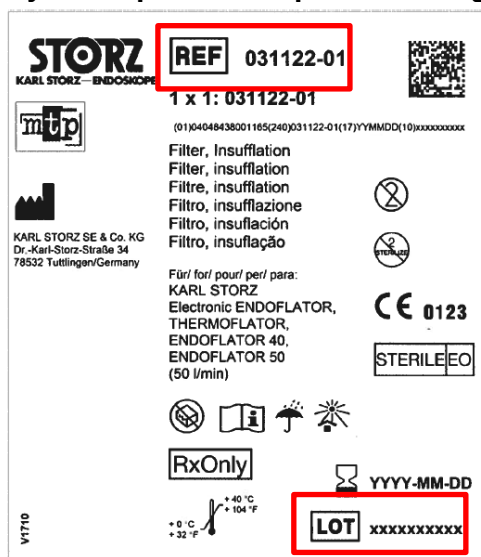 STORZ
KARL STORZ—ENDOSKOPE
mtp
KARL STORZ SE & Co. KG
Dr.-Karl-Storz-Straße 34
78532 Tuttlingen/Germany
V1710
REF 031122-01
1 x 1: 031122-01
(01)04048438001165(240)031122-01(17)YYMMDD(10)xxxxxxxxxx
Filter, Insufflation
Filter, insufflation
Filtre, insufflation
Filtro, insufflazione
Filtro, insuflación
Filtro, insuflação
Für/ for/ pour/ per/ para:
KARL STORZ
Electronic ENDOFLATOR,
THERMOFLATOR,
ENDOFLATOR 40,
ENDOFLATOR 50
(50 l/min)
2
2
STERILIZE
CE 0123
STERILE EO
i
RxOnly
+ 40 °C
+ 104 °F
+ 0 °C
+ 32 °F
YYYY-MM-DD
LOT xxxxxxxxxx